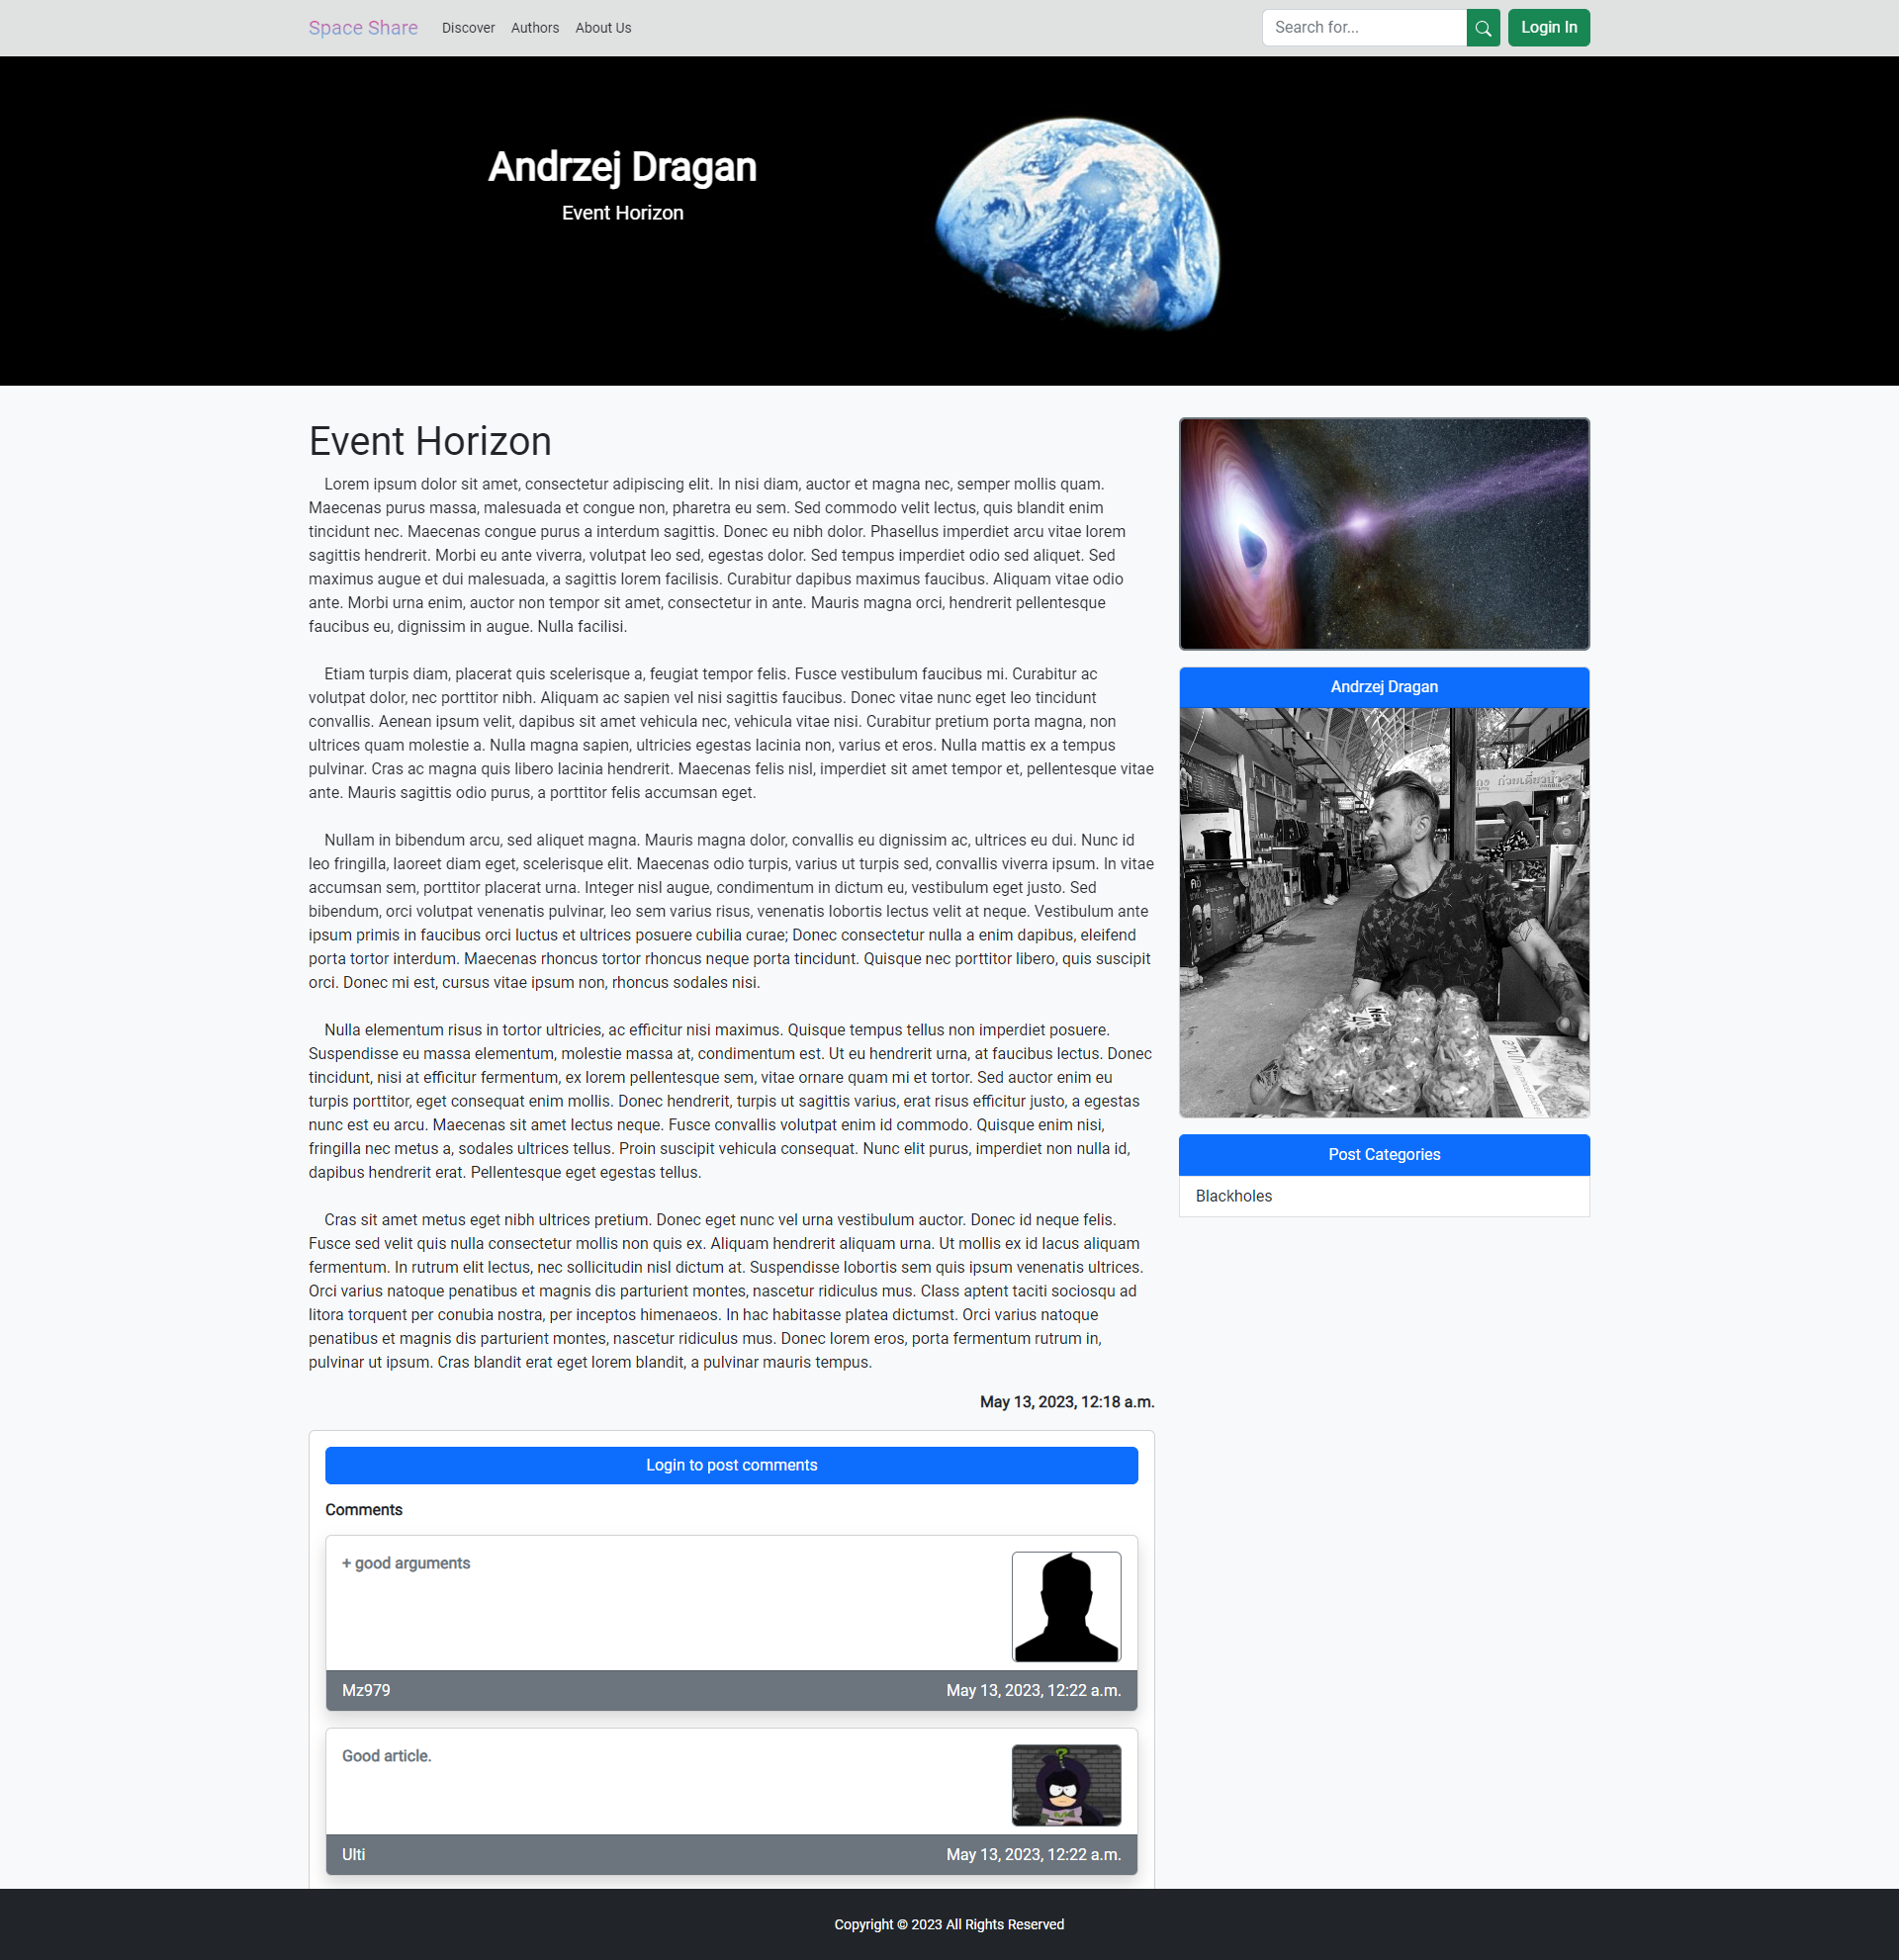 Space Share
Discover
Authors
About Us
Search for...
Login In
Andrzej Dragan
Event Horizon
Event Horizon
Lorem ipsum dolor sit amet, consectetur adipiscing elit. In nisi diam, auctor et magna nec, semper mollis quam.
Maecenas purus massa, malesuada et congue non, pharetra eu sem. Sed commodo velit lectus, quis blandit enim
tincidunt nec. Maecenas congue purus a interdum sagittis. Donec eu nibh dolor. Phasellus imperdiet arcu vitae lorem
sagittis hendrerit. Morbi eu ante viverra, volutpat leo sed, egestas dolor. Sed tempus imperdiet odio sed aliquet. Sed
maximus augue et dui malesuada, a sagittis lorem facilisis. Curabitur dapibus maximus faucibus. Aliquam vitae odio
ante. Morbi urna enim, auctor non tempor sit amet, consectetur in ante. Mauris magna orci, hendrerit pellentesque
faucibus eu, dignissim in augue. Nulla facilisi.
Etiam turpis diam, placerat quis scelerisque a, feugiat tempor felis. Fusce vestibulum faucibus mi. Curabitur ac
volutpat dolor, nec porttitor nibh. Aliquam ac sapien vel nisi sagittis faucibus. Donec vitae nunc eget leo tincidunt
convallis. Aenean ipsum velit, dapibus sit amet vehicula nec, vehicula vitae nisi. Curabitur pretium porta magna, non
ultrices quam molestie a. Nulla magna sapien, ultricies egestas lacinia non, varius et eros. Nulla mattis ex a tempus
pulvinar. Cras ac magna quis libero lacinia hendrerit. Maecenas felis nisl, imperdiet sit amet tempor et, pellentesque vitae
ante. Mauris sagittis odio purus, a porttitor felis accumsan eget.
Nullam in bibendum arcu, sed aliquet magna. Mauris magna dolor, convallis eu dignissim ac, ultrices eu dui. Nunc id
leo fringilla, laoreet diam eget, scelerisque elit. Maecenas odio turpis, varius ut turpis sed, convallis viverra ipsum. In vitae
accumsan sem, porttitor placerat urna. Integer nisl augue, condimentum in dictum eu, vestibulum eget justo. Sed
bibendum, orci volutpat venenatis pulvinar, leo sem varius risus, venenatis lobortis lectus velit at neque. Vestibulum ante
ipsum primis in faucibus orci luctus et ultrices posuere cubilia curae; Donec consectetur nulla a enim dapibus, eleifend
porta tortor interdum. Maecenas rhoncus tortor rhoncus neque porta tincidunt. Quisque nec porttitor libero, quis suscipit
orci. Donec mi est, cursus vitae ipsum non, rhoncus sodales nisi.
Nulla elementum risus in tortor ultricies, ac efficitur nisi maximus. Quisque tempus tellus non imperdiet posuere.
Suspendisse eu massa elementum, molestie massa at, condimentum est. Ut eu hendrerit urna, at faucibus lectus. Donec
tincidunt, nisi at efficitur fermentum, ex lorem pellentesque sem, vitae ornare quam mi et tortor. Sed auctor enim eu
turpis porttitor, eget consequat enim mollis. Donec hendrerit, turpis ut sagittis varius, erat risus efficitur justo, a egestas
nunc est eu arcu. Maecenas sit amet lectus neque. Fusce convallis volutpat enim id commodo. Quisque enim nisi,
fringilla nec metus a, sodales ultrices tellus. Proin suscipit vehicula consequat. Nunc elit purus, imperdiet non nulla id,
dapibus hendrerit erat. Pellentesque eget egestas tellus.
Cras sit amet metus eget nibh ultrices pretium. Donec eget nunc vel urna vestibulum auctor. Donec id neque felis.
Fusce sed velit quis nulla consectetur mollis non quis ex. Aliquam hendrerit aliquam urna. Ut mollis ex id lacus aliquam
fermentum. In rutrum elit lectus, nec sollicitudin nisl dictum at. Suspendisse lobortis sem quis ipsum venenatis ultrices.
Orci varius natoque penatibus et magnis dis parturient montes, nascetur ridiculus mus. Class aptent taciti sociosqu ad
litora torquent per conubia nostra, per inceptos himenaeos. In hac habitasse platea dictumst. Orci varius natoque
penatibus et magnis dis parturient montes, nascetur ridiculus mus. Donec lorem eros, porta fermentum rutrum in,
pulvinar ut ipsum. Cras blandit erat eget lorem blandit, a pulvinar mauris tempus.
May 13, 2023, 12:18 a.m.
Login to post comments
Comments
+ good arguments
Mz979
May 13, 2023, 12:22 a.m.
Good article.
Ulti
May 13, 2023, 12:22 a.m.
Andrzej Dragan
Post Categories
Blackholes
Copyright © 2023 All Rights Reserved